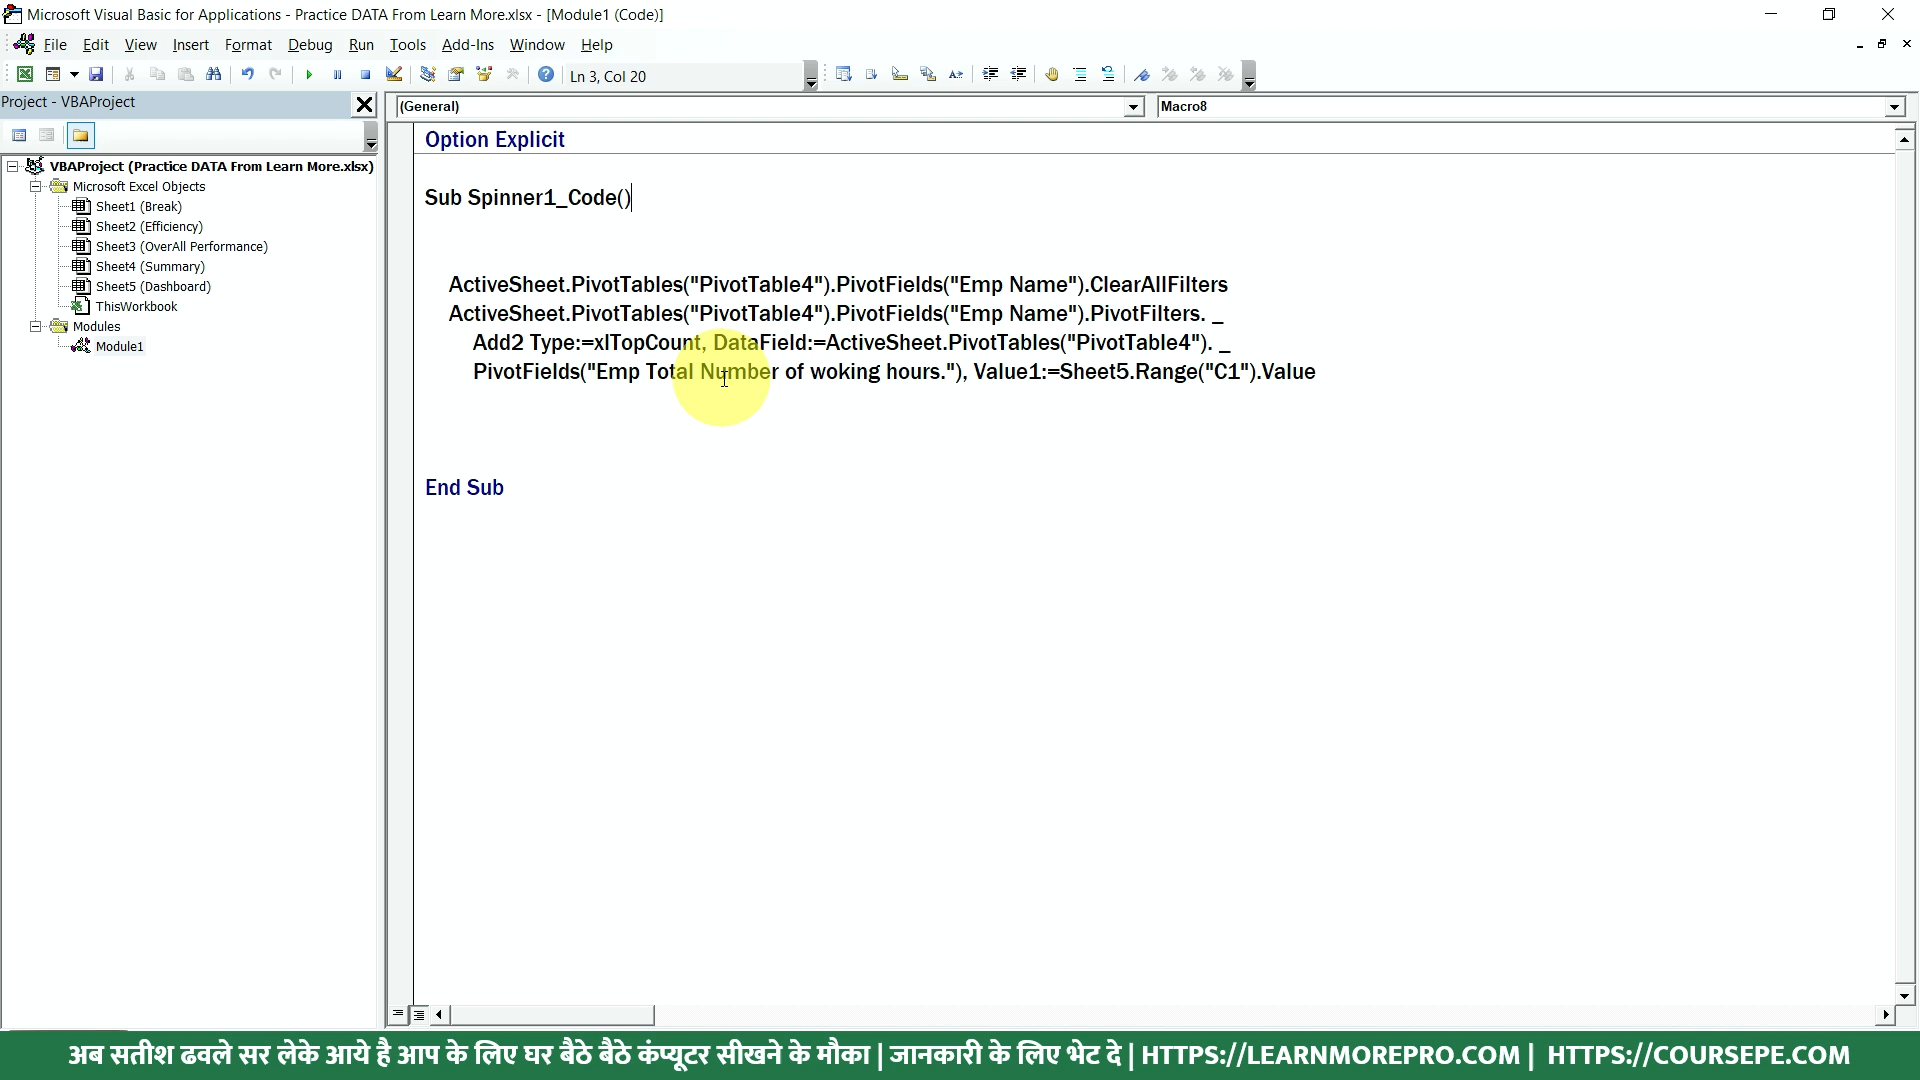 Microsoft Visual Basic for Applications - Practice DATA From Learn More.xlsx - [Module1 (Code)]
File Edit View Insert Format Debug Run Tools Add-Ins Window Help
Ln 3, Col 20
Project - VBAProject
(General)
Macro8
VBAProject (Practice DATA From Learn More.xlsx)
Microsoft Excel Objects
Sheet1 (Break)
Sheet2 (Efficiency)
Sheet3 (OverAll Performance)
Sheet4 (Summary)
Sheet5 (Dashboard)
ThisWorkbook
Modules
Module1
Option Explicit
Sub Spinner1_Code()
ActiveSheet.PivotTables("PivotTable4").PivotFields("Emp Name").ClearAllFilters
ActiveSheet.PivotTables("PivotTable4").PivotFields("Emp Name").PivotFilters. _
Add2 Type:=xlTopCount, DataField:=ActiveSheet.PivotTables("PivotTable4"). _
PivotFields("Emp Total Number of woking hours."), Value1:=Sheet5.Range("C1").Value
End Sub
अब सतीश ढवले सर लेके आये है आप के लिए घर बैठे बैठे कंप्यूटर सीखने के मौका | जानकारी के लिए भेट दे | HTTPS://LEARNMOREPRO.COM | HTTPS://COURSEPE.COM